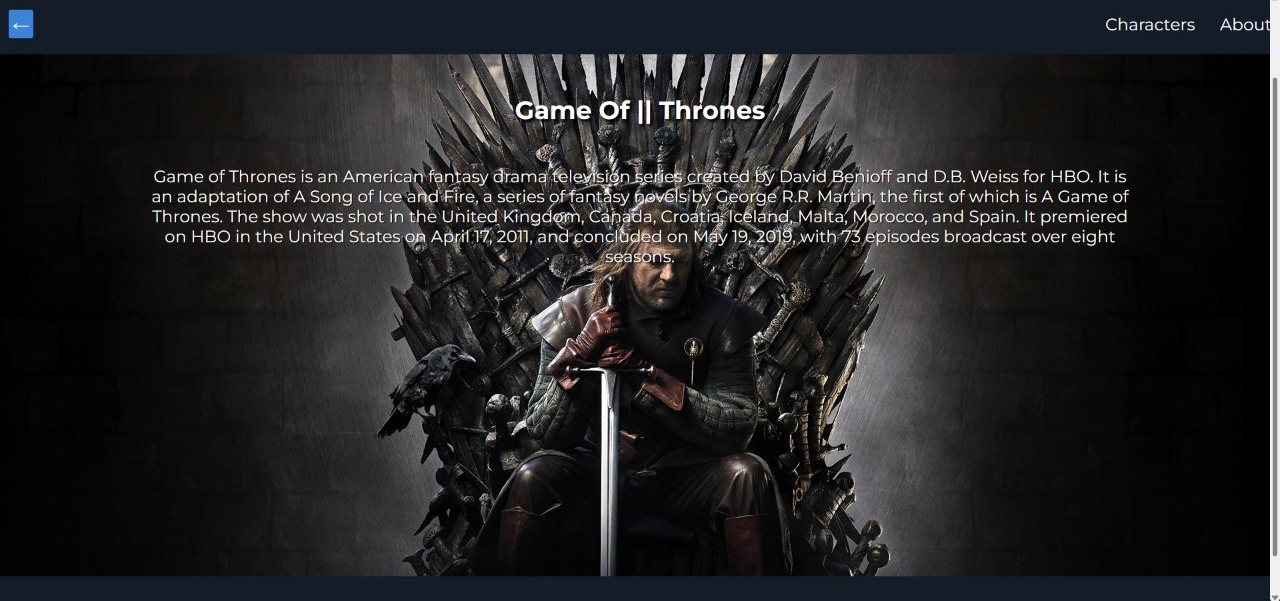 ←
Characters
About
Game Of || Thrones
Game of Thrones is an American fantasy drama television series created by David Benioff and D.B. Weiss for HBO. It is
an adaptation of A Song of Ice and Fire, a series of fantasy novels by George R.R. Martin, the first of which is A Game of
Thrones. The show was shot in the United Kingdom, Canada, Croatia, Iceland, Malta, Morocco, and Spain. It premiered
on HBO in the United States on April 17, 2011, and concluded on May 19, 2019, with 73 episodes broadcast over eight
seasons.